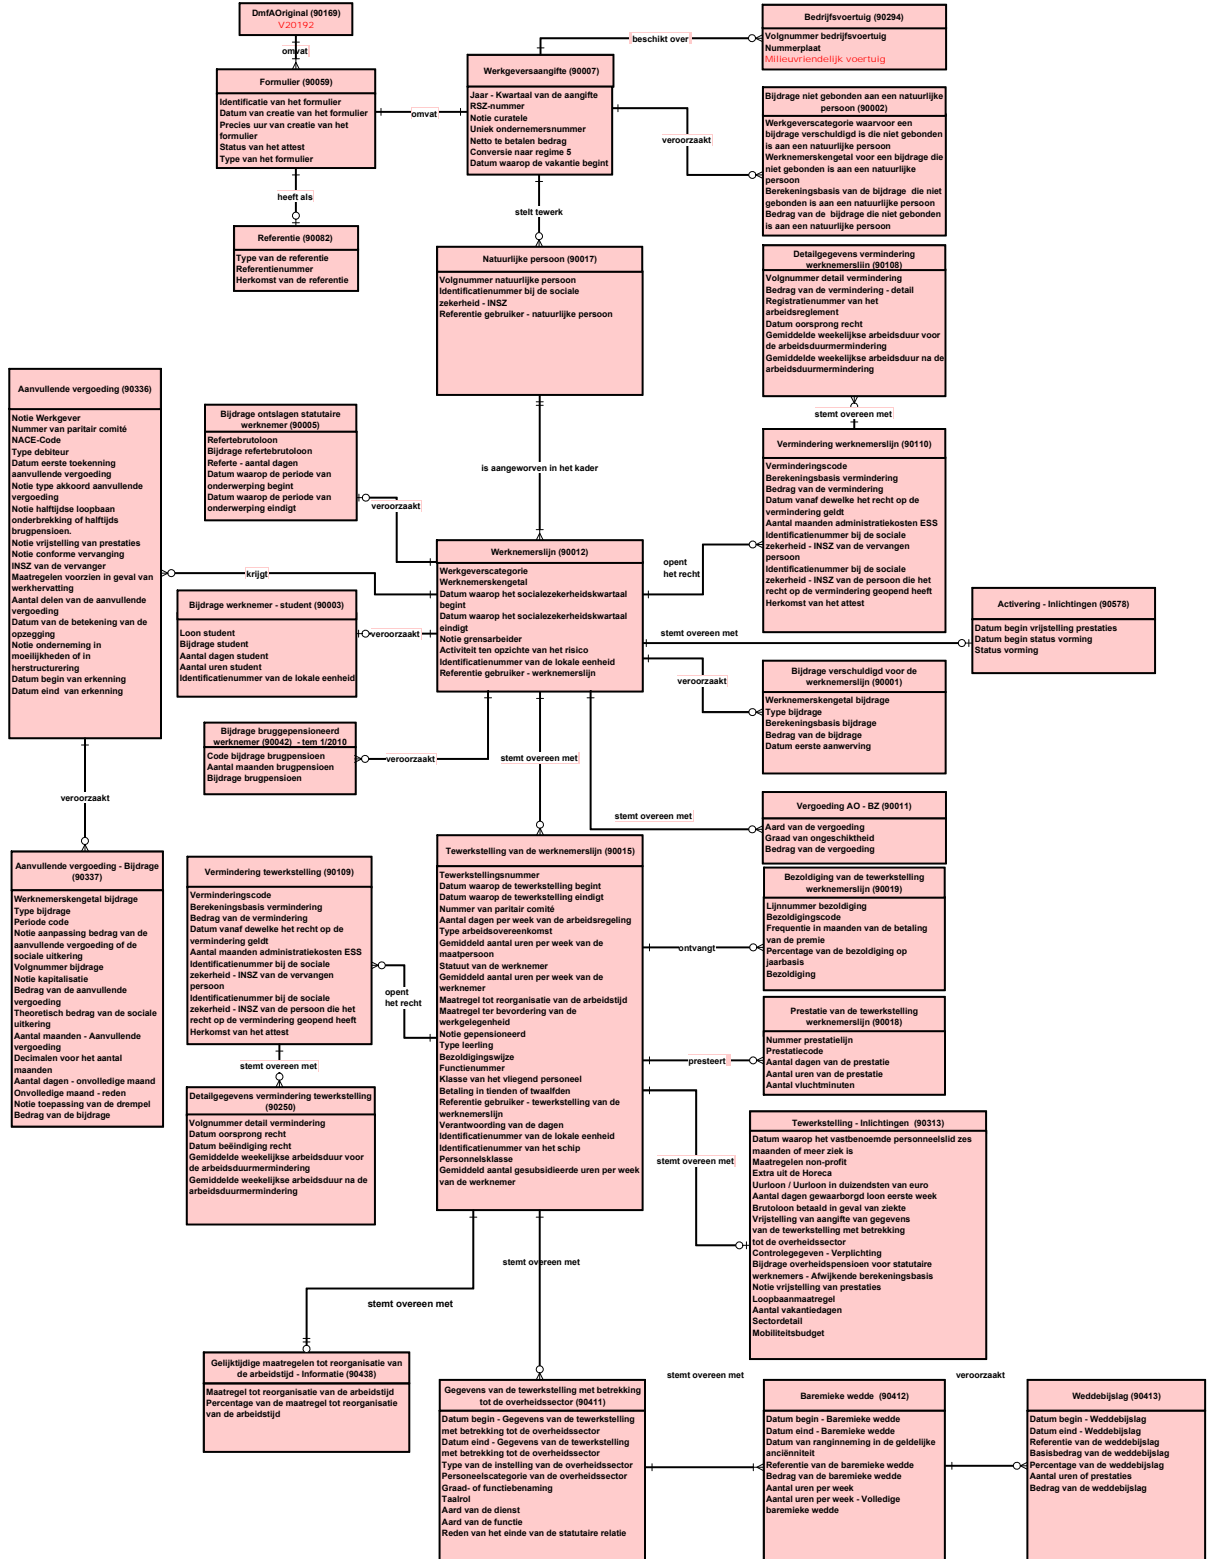 DmfAOriginal (90169)
V20192
omvat
Formulier (90059)
Identificatie van het formulier
Datum van creatie van het formulier
Precies uur van creatie van het
formulier
Status van het attest
Type van het formulier
omvat
heeft als
Referentie (90082)
Type van de referentie
Referentienummer
Herkomst van de referentie
Werkgeversaangifte (90007)
Jaar - Kwartaal van de aangifte
RSZ-nummer
Notie curatele
Uniek ondernemersnummer
Netto te betalen bedrag
Conversie naar regime 5
Datum waarop de vakantie begint
beschikt over
Bedrijfsvoertuig (90294)
Volgnummer bedrijfsvoertuig
Nummerplaat
Milieuvriendelijk voertuig
veroorzaakt
Bijdrage niet gebonden aan een natuurlijke
persoon (90002)
Werkgeverscategorie waarvoor een
bijdrage verschuldigd is die niet gebonden
is aan een natuurlijke persoon
Werknemerskengetal voor een bijdrage die
niet gebonden is aan een natuurlijke
persoon
Berekeningsbasis van de bijdrage die niet
gebonden is aan een natuurlijke persoon
Bedrag van de bijdrage die niet gebonden
is aan een natuurlijke persoon
stelt tewerk
Natuurlijke persoon (90017)
Volgnummer natuurlijke persoon
Identificatienummer bij de sociale
zekerheid - INSZ
Referentie gebruiker - natuurlijke persoon
Detailgegevens vermindering
werknemersliin (90108)
Volgnummer detail vermindering
Bedrag van de vermindering - detail
Registratienummer van het
arbeidsreglement
Datum oorsprong recht
Gemiddelde weekelijkse arbeidsduur voor
de arbeidsduurmermindering
Gemiddelde weekelijkse arbeidsduur na de
arbeidsduurmermindering
stemt overeen met
Vermindering werknemerslijn (90110)
Verminderingscode
Berekeningsbasis vermindering
Bedrag van de vermindering
Datum vanaf dewelke het recht op de
vermindering geldt
Aantal maanden administratiekosten ESS
Identificatienummer bij de sociale
zekerheid - INSZ van de vervangen
persoon
Identificatienummer bij de sociale
zekerheid - INSZ van de persoon die het
recht op de vermindering geopend heeft
Herkomst van het attest
Aanvullende vergoeding (90336)
Notie Werkgever
Nummer van paritair comité
NACE-Code
Type debiteur
Datum eerste toekenning
aanvullende vergoeding
Notie type akkoord aanvullende
vergoeding
Notie halftijdse loopbaan
onderbrekking of halftijds
brugpensioen.
Notie vrijstelling van prestaties
Notie conforme vervanging
INSZ van de vervanger
Maatregelen voorzien in geval van
werkhervatting
Aantal delen van de aanvullende
vergoeding
Datum van de betekening van de
opzegging
Notie onderneming in
moeilijkheden of in
herstructurering
Datum begin van erkenning
Datum eind van erkenning
Bijdrage ontslagen statutaire
werknemer (90005)
Refertebrutoloon
Bijdrage refertebrutoloon
Referte - aantal dagen
Datum waarop de periode van
onderwerping begint
Datum waarop de periode van
onderwerping eindigt
veroorzaakt
is aangeworven in het kader
krijgt
Bijdrage werknemer - student (90003)
Loon student
Bijdrage student
Aantal dagen student
Aantal uren student
Identificatienummer van de lokale eenheid
veroorzaakt
Werknemerslijn (90012)
Werkgeverscategorie
Werknemerskengetal
Datum waarop het socialezekerheidskwartaal
begint
Datum waarop het socialezekerheidskwartaal
eindigt
Notie grensarbeider
Activiteit ten opzichte van het risico
Identificatienummer van de lokale eenheid
Referentie gebruiker - werknemerslijn
opent
het recht
stemt overeen met
Activering - Inlichtingen (90578)
Datum begin vrijstelling prestaties
Datum begin status vorming
Status vorming
veroorzaakt
Bijdrage verschuldigd voor de
werknemerslijn (90001)
Werknemerskengetal bijdrage
Type bijdrage
Berekeningsbasis bijdrage
Bedrag van de bijdrage
Datum eerste aanwerving
Bijdrage bruggepensioneerd
werknemer (90042) - tem 1/2010
Code bijdrage brugpensioen
Aantal maanden brugpensioen
Bijdrage brugpensioen
veroorzaakt
stemt overeen met
stemt overeen met
Vergoeding AO - BZ (90011)
Aard van de vergoeding
Graad van ongeschiktheid
Bedrag van de vergoeding
veroorzaakt
Aanvullende vergoeding - Bijdrage
(90337)
Werknemerskengetal bijdrage
Type bijdrage
Periode code
Notie aanpassing bedrag van de
aanvullende vergoeding of de
sociale uitkering
Volgnummer bijdrage
Notie kapitalisatie
Bedrag van de aanvullende
vergoeding
Theoretisch bedrag van de sociale
uitkering
Aantal maanden - Aanvullende
vergoeding
Decimalen voor het aantal
maanden
Aantal dagen - onvolledige maand
Onvolledige maand - reden
Notie toepassing van de drempel
Bedrag van de bijdrage
Vermindering tewerkstelling (90109)
Verminderingscode
Berekeningsbasis vermindering
Bedrag van de vermindering
Datum vanaf dewelke het recht op de
vermindering geldt
Aantal maanden administratiekosten ESS
Identificatienummer bij de sociale
zekerheid - INSZ van de vervangen
persoon
Identificatienummer bij de sociale
zekerheid - INSZ van de persoon die het
recht op de vermindering geopend heeft
Herkomst van het attest
opent
het recht
stemt overeen met
Detailgegevens vermindering tewerkstelling
(90250)
Volgnummer detail vermindering
Datum oorsprong recht
Datum beëindiging recht
Gemiddelde weekelijkse arbeidsduur voor
de arbeidsduurmermindering
Gemiddelde weekelijkse arbeidsduur na de
arbeidsduurmermindering
Tewerkstelling van de werknemerslijn (90015)
Tewerkstellingsnummer
Datum waarop de tewerkstelling begint
Datum waarop de tewerkstelling eindigt
Nummer van paritair comité
Aantal dagen per week van de arbeidsregeling
Type arbeidsovereenkomst
Gemiddeld aantal uren per week van de
maatpersoon
Statuut van de werknemer
Gemiddeld aantal uren per week van de
werknemer
Maatregel tot reorganisatie van de arbeidstijd
Maatregel ter bevordering van de
werkgelegenheid
Notie gepensioneerd
Type leerling
Bezoldigingswijze
Functienummer
Klasse van het vliegend personeel
Betaling in tienden of twaalfden
Referentie gebruiker - tewerkstelling van de
werknemerslijn
Verantwoording van de dagen
Identificatienummer van de lokale eenheid
Identificatienummer van het schip
Personnelsklasse
Gemiddeld aantal gesubsidieerde uren per week
van de werknemer
ontvangt
Bezoldiging van de tewerkstelling
werknemerslijn (90019)
Lijnnummer bezoldiging
Bezoldigingscode
Frequentie in maanden van de betaling
van de premie
Percentage van de bezoldiging op
jaarbasis
Bezoldiging
presteert
Prestatie van de tewerkstelling
werknemerslijn (90018)
Nummer prestatielijn
Prestatiecode
Aantal dagen van de prestatie
Aantal uren van de prestatie
Aantal vluchtminuten
stemt overeen met
Tewerkstelling - Inlichtingen (90313)
Datum waarop het vastbenoemde personneelslid zes
maanden of meer ziek is
Maatregelen non-profit
Extra uit de Horeca
Uurloon / Uurloon in duizendsten van euro
Aantal dagen gewaarborgd loon eerste week
Brutoloon betaald in geval van ziekte
Vrijstelling van aangifte van gegevens
van de tewerkstelling met betrekking
tot de overheidssector
Controlegegeven - Verplichting
Bijdrage overheidspensioen voor statutaire
werknemers - Afwijkende berekeningsbasis
Notie vrijstelling van prestaties
Loopbaanmaatregel
Aantal vakantiedagen
Sectordetail
Mobiliteitsbudget
stemt overeen met
stemt overeen met
Gelijktijdige maatregelen tot reorganisatie van
de arbeidstijd - Informatie (90438)
Maatregel tot reorganisatie van de arbeidstijd
Percentage van de maatregel tot reorganisatie
van de arbeidstijd
Gegevens van de tewerkstelling met betrekking
tot de overheidssector (90411)
Datum begin - Gegevens van de tewerkstelling
met betrekking tot de overheidssector
Datum eind - Gegevens van de tewerkstelling
met betrekking tot de overheidssector
Type van de instelling van de overheidssector
Personeelscategorie van de overheidssector
Graad- of functiebenaming
Taalrol
Aard van de dienst
Aard van de functie
Reden van het einde van de statutaire relatie
stemt overeen met
Baremieke wedde (90412)
Datum begin - Baremieke wedde
Datum eind - Baremieke wedde
Datum van ranginneming in de geldelijke
anciënniteit
Referentie van de baremieke wedde
Bedrag van de baremieke wedde
Aantal uren per week
Aantal uren per week - Volledige
baremieke wedde
veroorzaakt
Weddebijslag (90413)
Datum begin - Weddebijslag
Datum eind - Weddebijslag
Referentie van de weddebijslag
Basisbedrag van de weddebijslag
Percentage van de weddebijslag
Aantal uren of prestaties
Bedrag van de weddebijslag